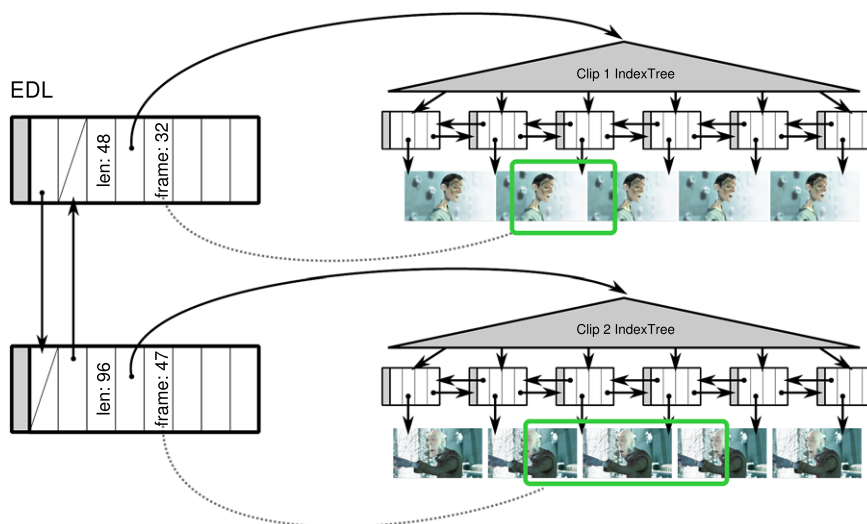 EDL
len: 48
frame: 32
Clip 1 IndexTree
len: 96
frame: 47
Clip 2 IndexTree